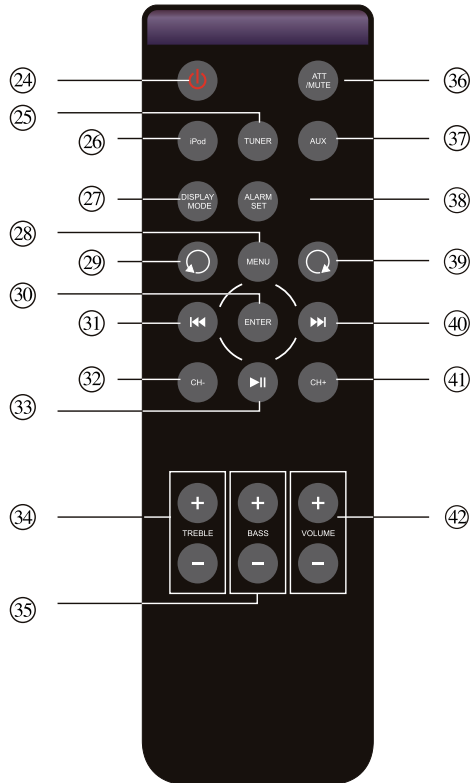 24
ATT
/MUTE
36
25
26
iPod
TUNER
AUX
37
27
DISPLAY
MODE
ALARM
SET
38
28
29
MENU
39
30
31
ENTER
40
32
CH-
CH+
41
33
34
+
+
+
42
TREBLE
BASS
VOLUME
-
-
-
35